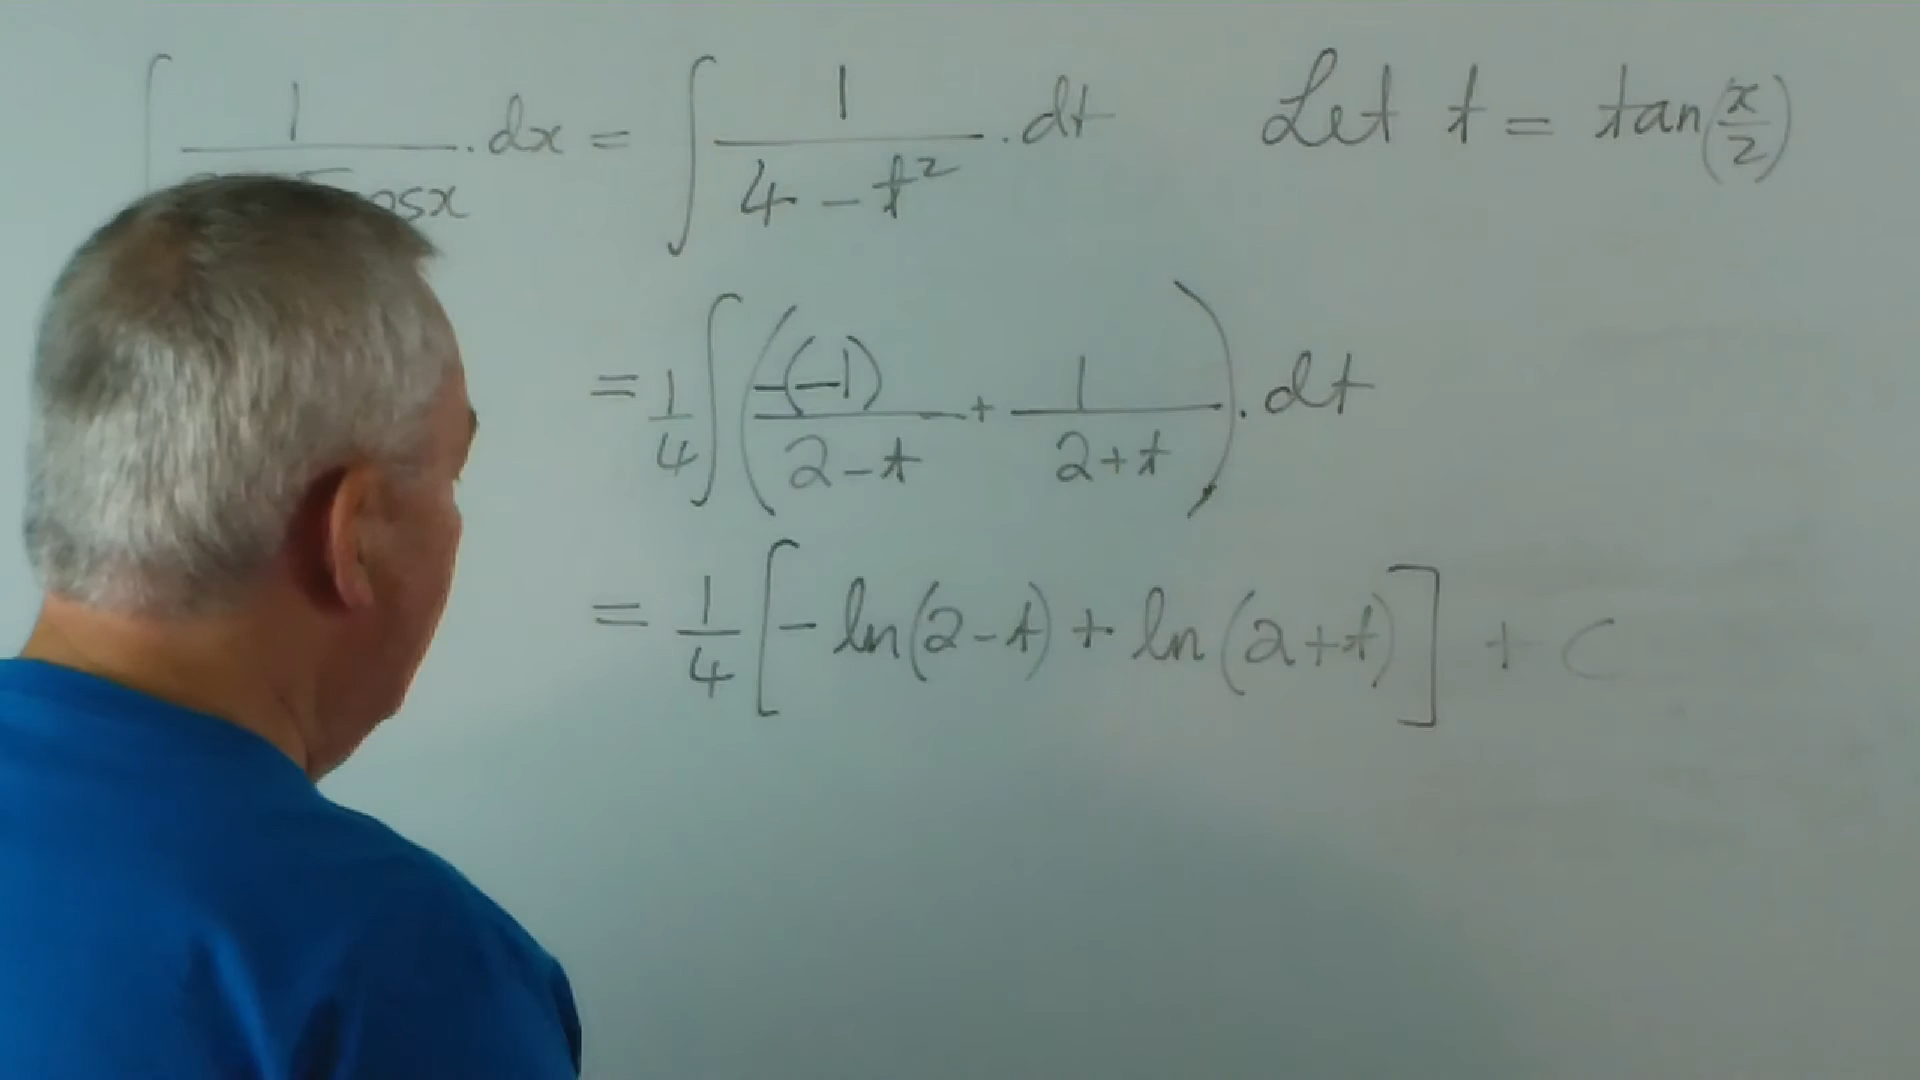 ∫ 1/ cosx .dx = ∫ 1/(4-t²) .dt Let t = tan(x/2)
= 1/4 ∫ (-(-1)/(2-t) + 1/(2+t)) .dt
= 1/4 [-ln(2-t) + ln(2+t)] + C